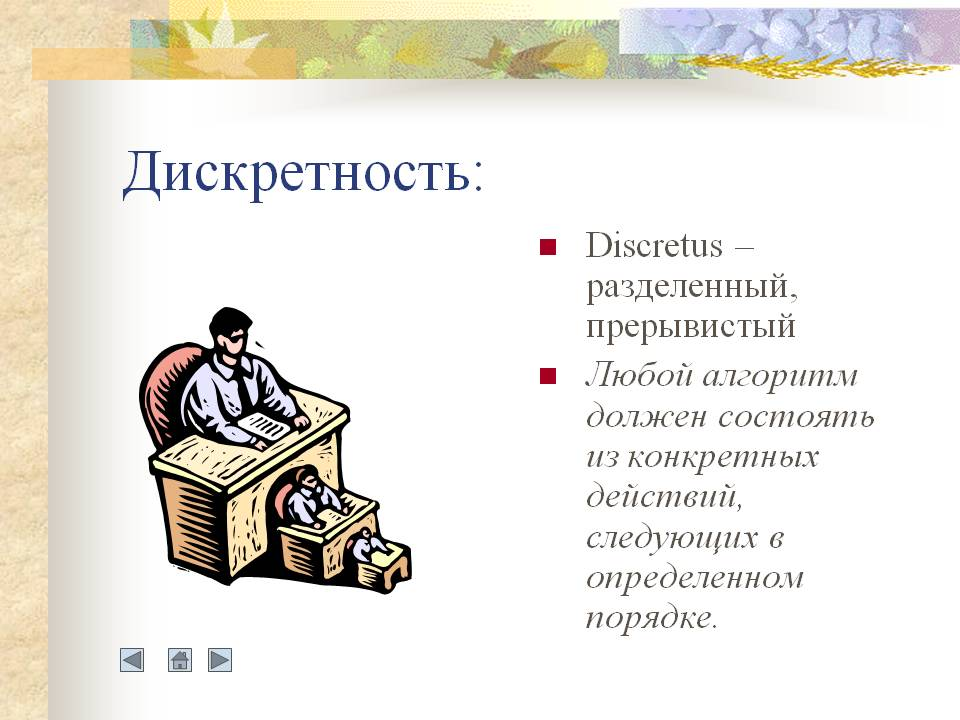 Дискретность:
Discretus –
разделенный,
прерывистый
Любой алгоритм
должен состоять
из конкретных
действий,
следующих в
определенном
порядке.